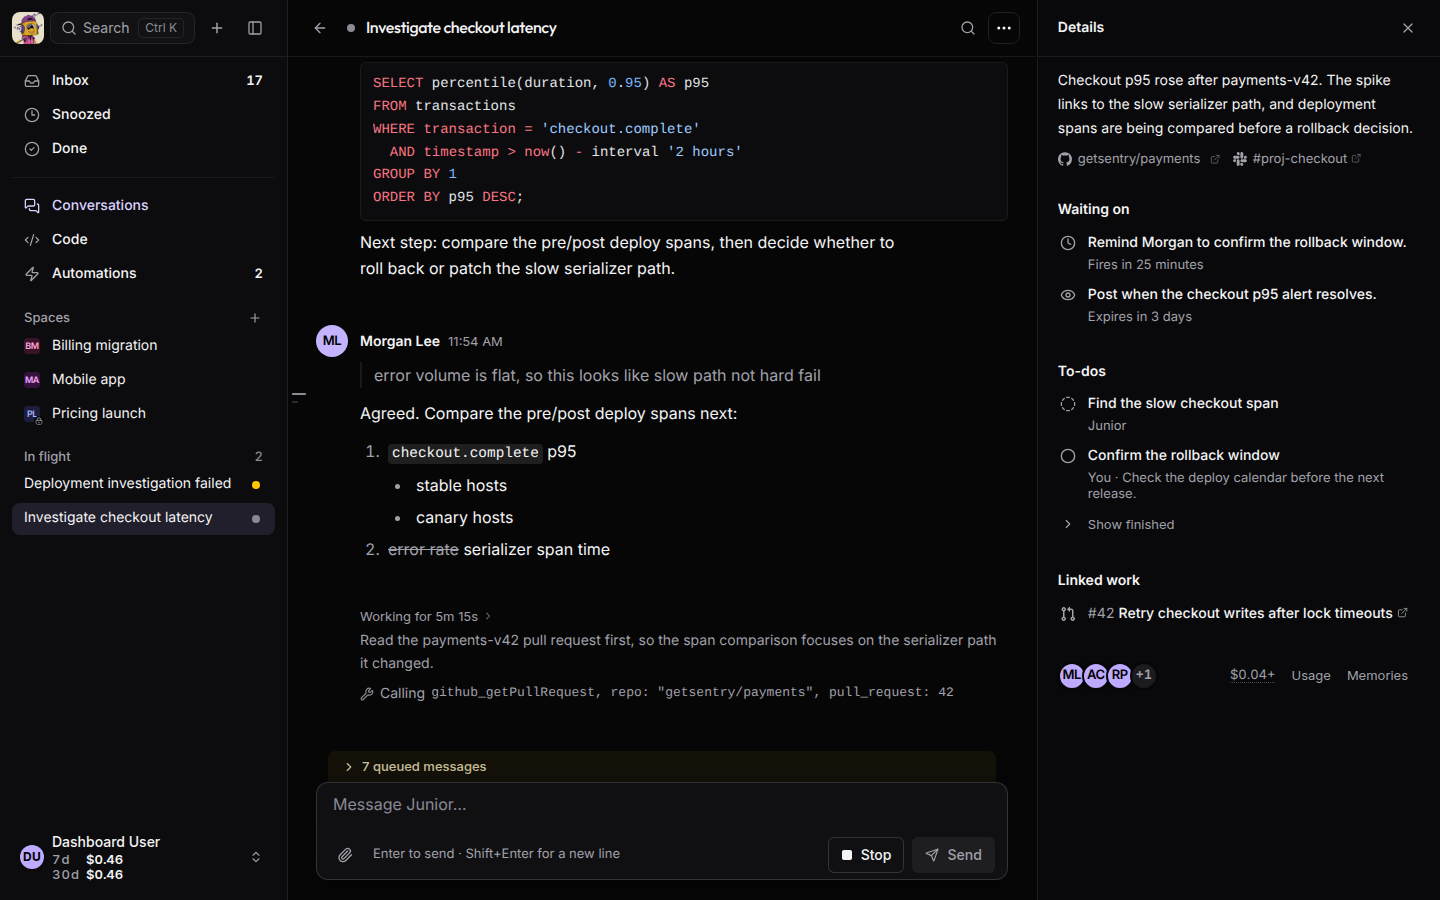 Search
Ctrl K
Inbox
17
Snoozed
Done
Conversations
Code
Automations
2
Spaces
BM
Billing migration
MA
Mobile app
PL
Pricing launch
In flight
2
Deployment investigation failed
Investigate checkout latency
DU
Dashboard User
7d $0.46
30d $0.46
Investigate checkout latency
SELECT percentile(duration, 0.95) AS p95
FROM transactions
WHERE transaction = 'checkout.complete'
  AND timestamp > now() - interval '2 hours'
GROUP BY 1
ORDER BY p95 DESC;
Next step: compare the pre/post deploy spans, then decide whether to
roll back or patch the slow serializer path.
ML
Morgan Lee 11:54 AM
error volume is flat, so this looks like slow path not hard fail
Agreed. Compare the pre/post deploy spans next:
1. checkout.complete p95
• stable hosts
• canary hosts
2. error rate serializer span time
Working for 5m 15s
Read the payments-v42 pull request first, so the span comparison focuses on the serializer path
it changed.
Calling github_getPullRequest, repo: "getsentry/payments", pull_request: 42
7 queued messages
Message Junior...
Enter to send · Shift+Enter for a new line
Stop
Send
Details
Checkout p95 rose after payments-v42. The spike
links to the slow serializer path, and deployment
spans are being compared before a rollback decision.
getsentry/payments
#proj-checkout
Waiting on
Remind Morgan to confirm the rollback window.
Fires in 25 minutes
Post when the checkout p95 alert resolves.
Expires in 3 days
To-dos
Find the slow checkout span
Junior
Confirm the rollback window
You · Check the deploy calendar before the next
release.
Show finished
Linked work
#42 Retry checkout writes after lock timeouts
ML
AC
RP
+1
$0.04+
Usage
Memories